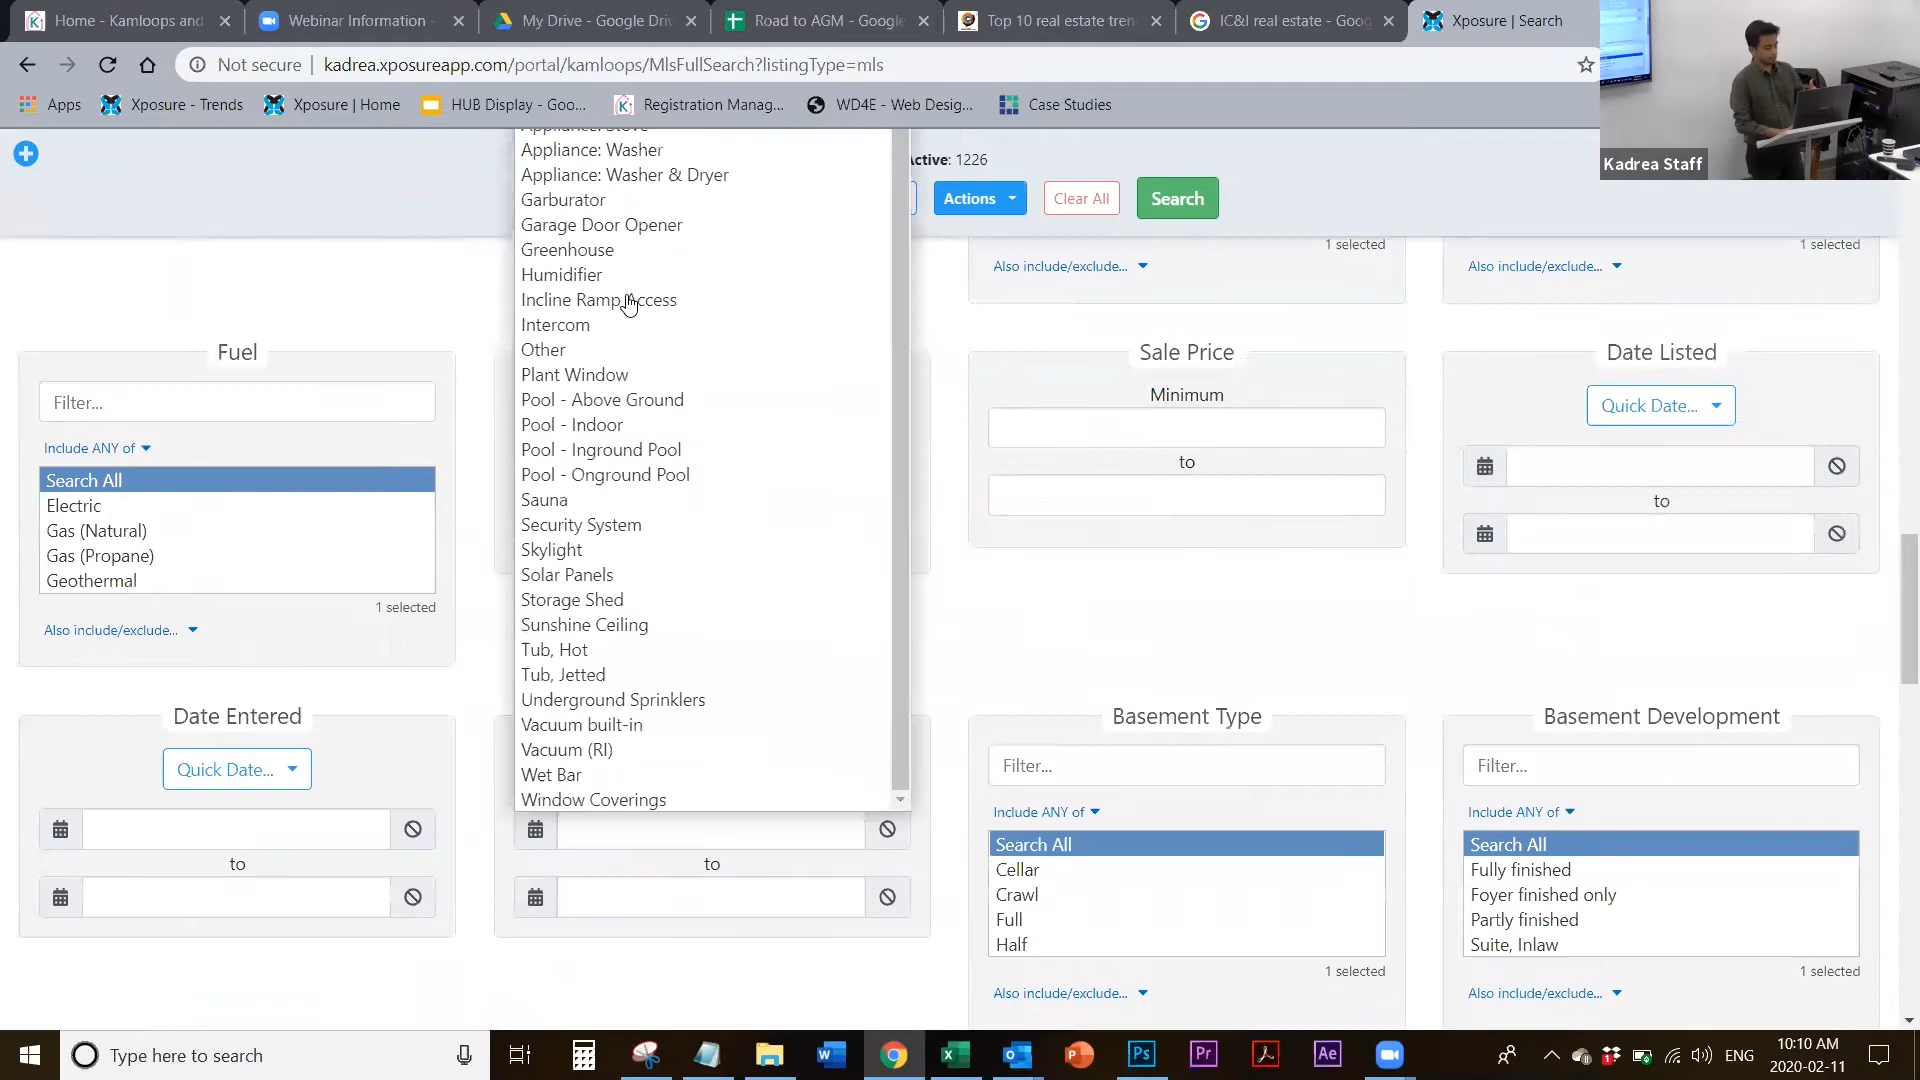 Home - Kamloops and
Webinar Information -
My Drive - Google Dri
Road to AGM - Google
Top 10 real estate tren
IC&I real estate - Goog
Xposure | Search
Not secure
kadrea.xposureapp.com/portal/kamloops/MlsFullSearch?listingType=mls
Apps
Xposure - Trends
Xposure | Home
HUB Display - Goo...
Registration Manag...
WD4E - Web Desig...
Case Studies
Kadrea Staff
Appliance: Stove
Appliance: Washer
Appliance: Washer & Dryer
Garburator
Garage Door Opener
Greenhouse
Humidifier
Incline Ramp Access
Intercom
Other
Plant Window
Pool - Above Ground
Pool - Indoor
Pool - Inground Pool
Pool - Onground Pool
Sauna
Security System
Skylight
Solar Panels
Storage Shed
Sunshine Ceiling
Tub, Hot
Tub, Jetted
Underground Sprinklers
Vacuum built-in
Vacuum (RI)
Wet Bar
Window Coverings
to
ctive: 1226
Actions
Clear All
Search
1 selected
Also include/exclude...
1 selected
Also include/exclude...
Fuel
Filter...
Include ANY of
Search All
Electric
Gas (Natural)
Gas (Propane)
Geothermal
1 selected
Also include/exclude...
Sale Price
Minimum
to
Date Listed
Quick Date...
to
Date Entered
Quick Date...
to
Basement Type
Filter...
Include ANY of
Search All
Cellar
Crawl
Full
Half
1 selected
Also include/exclude...
Basement Development
Filter...
Include ANY of
Search All
Fully finished
Foyer finished only
Partly finished
Suite, Inlaw
1 selected
Also include/exclude...
Type here to search
ENG
10:10 AM
2020-02-11